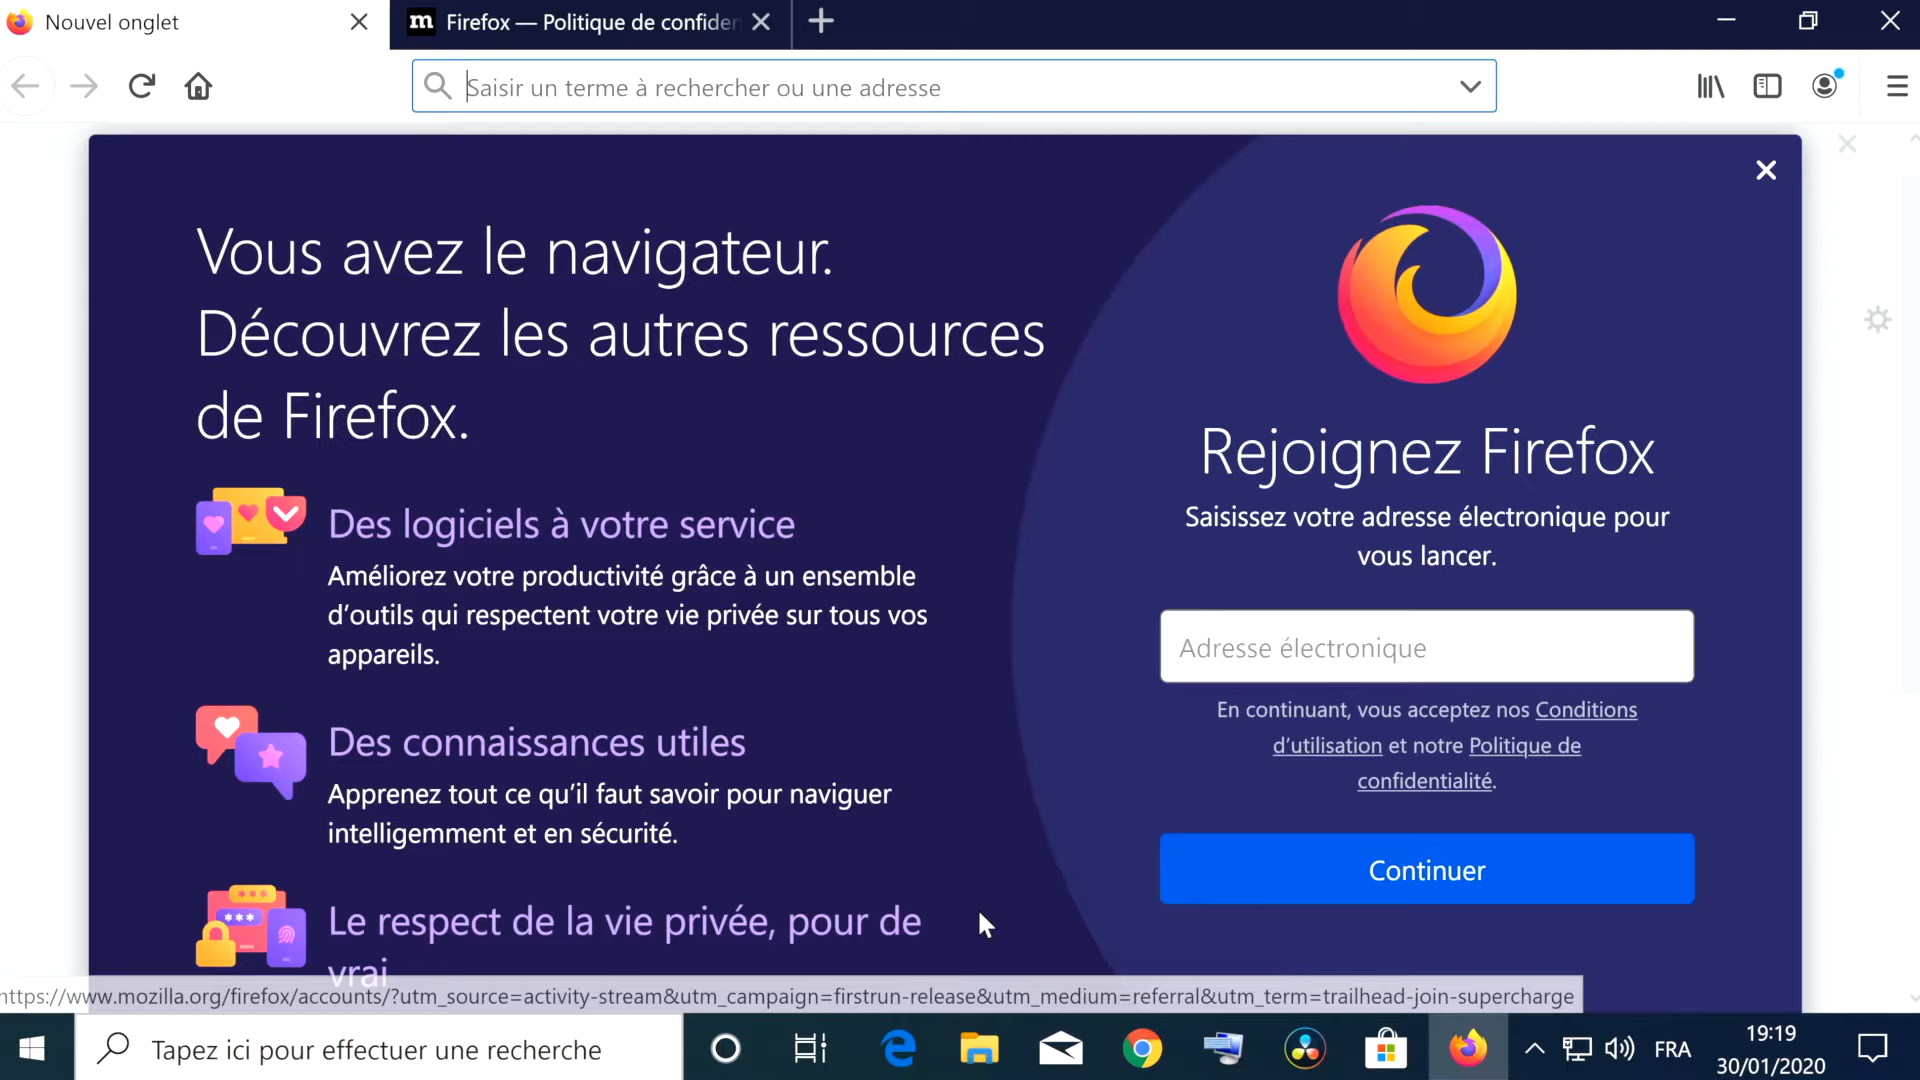 Nouvel onglet
Firefox — Politique de confiden
Saisir un terme à rechercher ou une adresse
Vous avez le navigateur.
Découvrez les autres ressources
de Firefox.
Des logiciels à votre service
Améliorez votre productivité grâce à un ensemble
d’outils qui respectent votre vie privée sur tous vos
appareils.
Des connaissances utiles
Apprenez tout ce qu’il faut savoir pour naviguer
intelligemment et en sécurité.
Le respect de la vie privée, pour de
vrai
Rejoignez Firefox
Saisissez votre adresse électronique pour
vous lancer.
Adresse électronique
En continuant, vous acceptez nos Conditions
d’utilisation et notre Politique de
confidentialité.
Continuer
https://www.mozilla.org/firefox/accounts/?utm_source=activity-stream&utm_campaign=firstrun-release&utm_medium=referral&utm_term=trailhead-join-supercharge
Tapez ici pour effectuer une recherche
FRA
19:19
30/01/2020